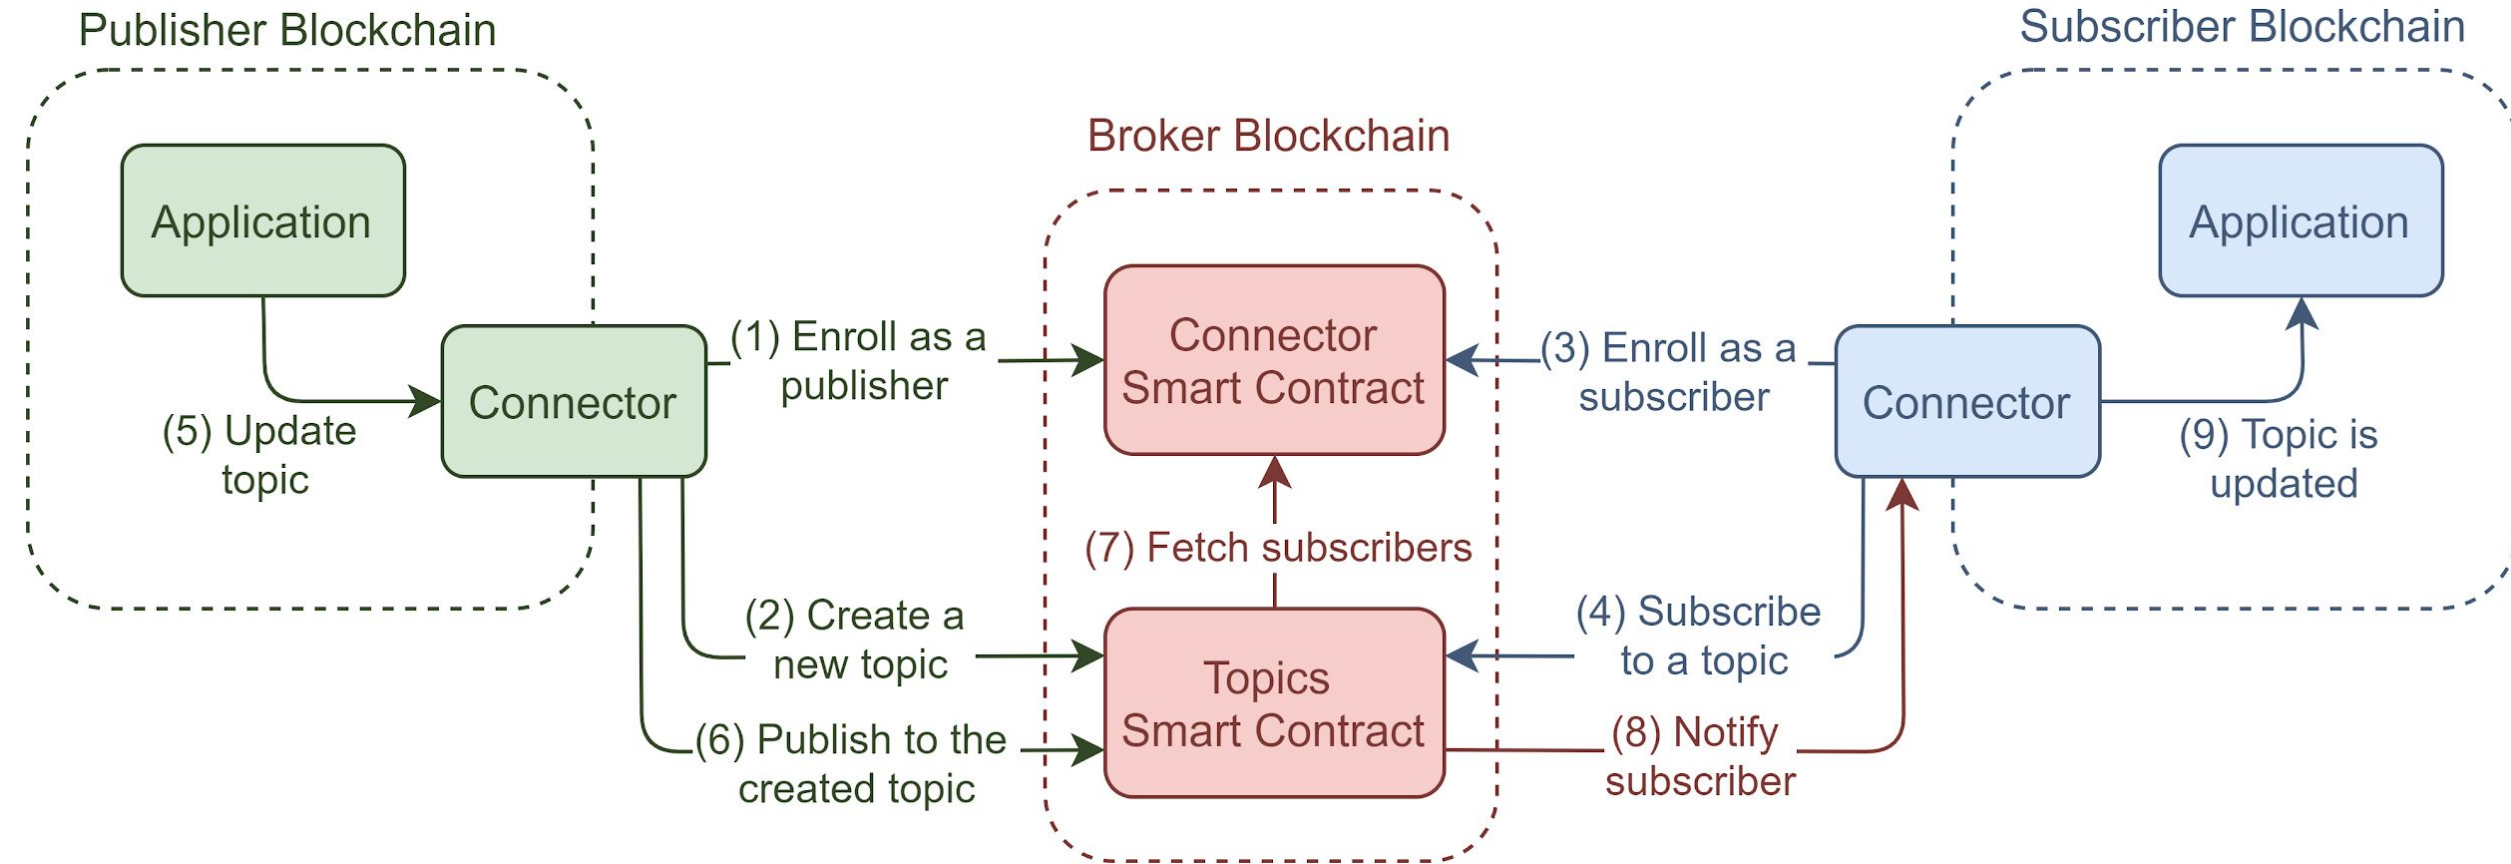 Publisher Blockchain
Application
(5) Update
topic
Connector
(1) Enroll as a
publisher
(2) Create a
new topic
(6) Publish to the
created topic
Broker Blockchain
Connector
Smart Contract
(7) Fetch subscribers
Topics
Smart Contract
Subscriber Blockchain
(3) Enroll as a
subscriber
(4) Subscribe
to a topic
(8) Notify
subscriber
Connector
Application
(9) Topic is
updated